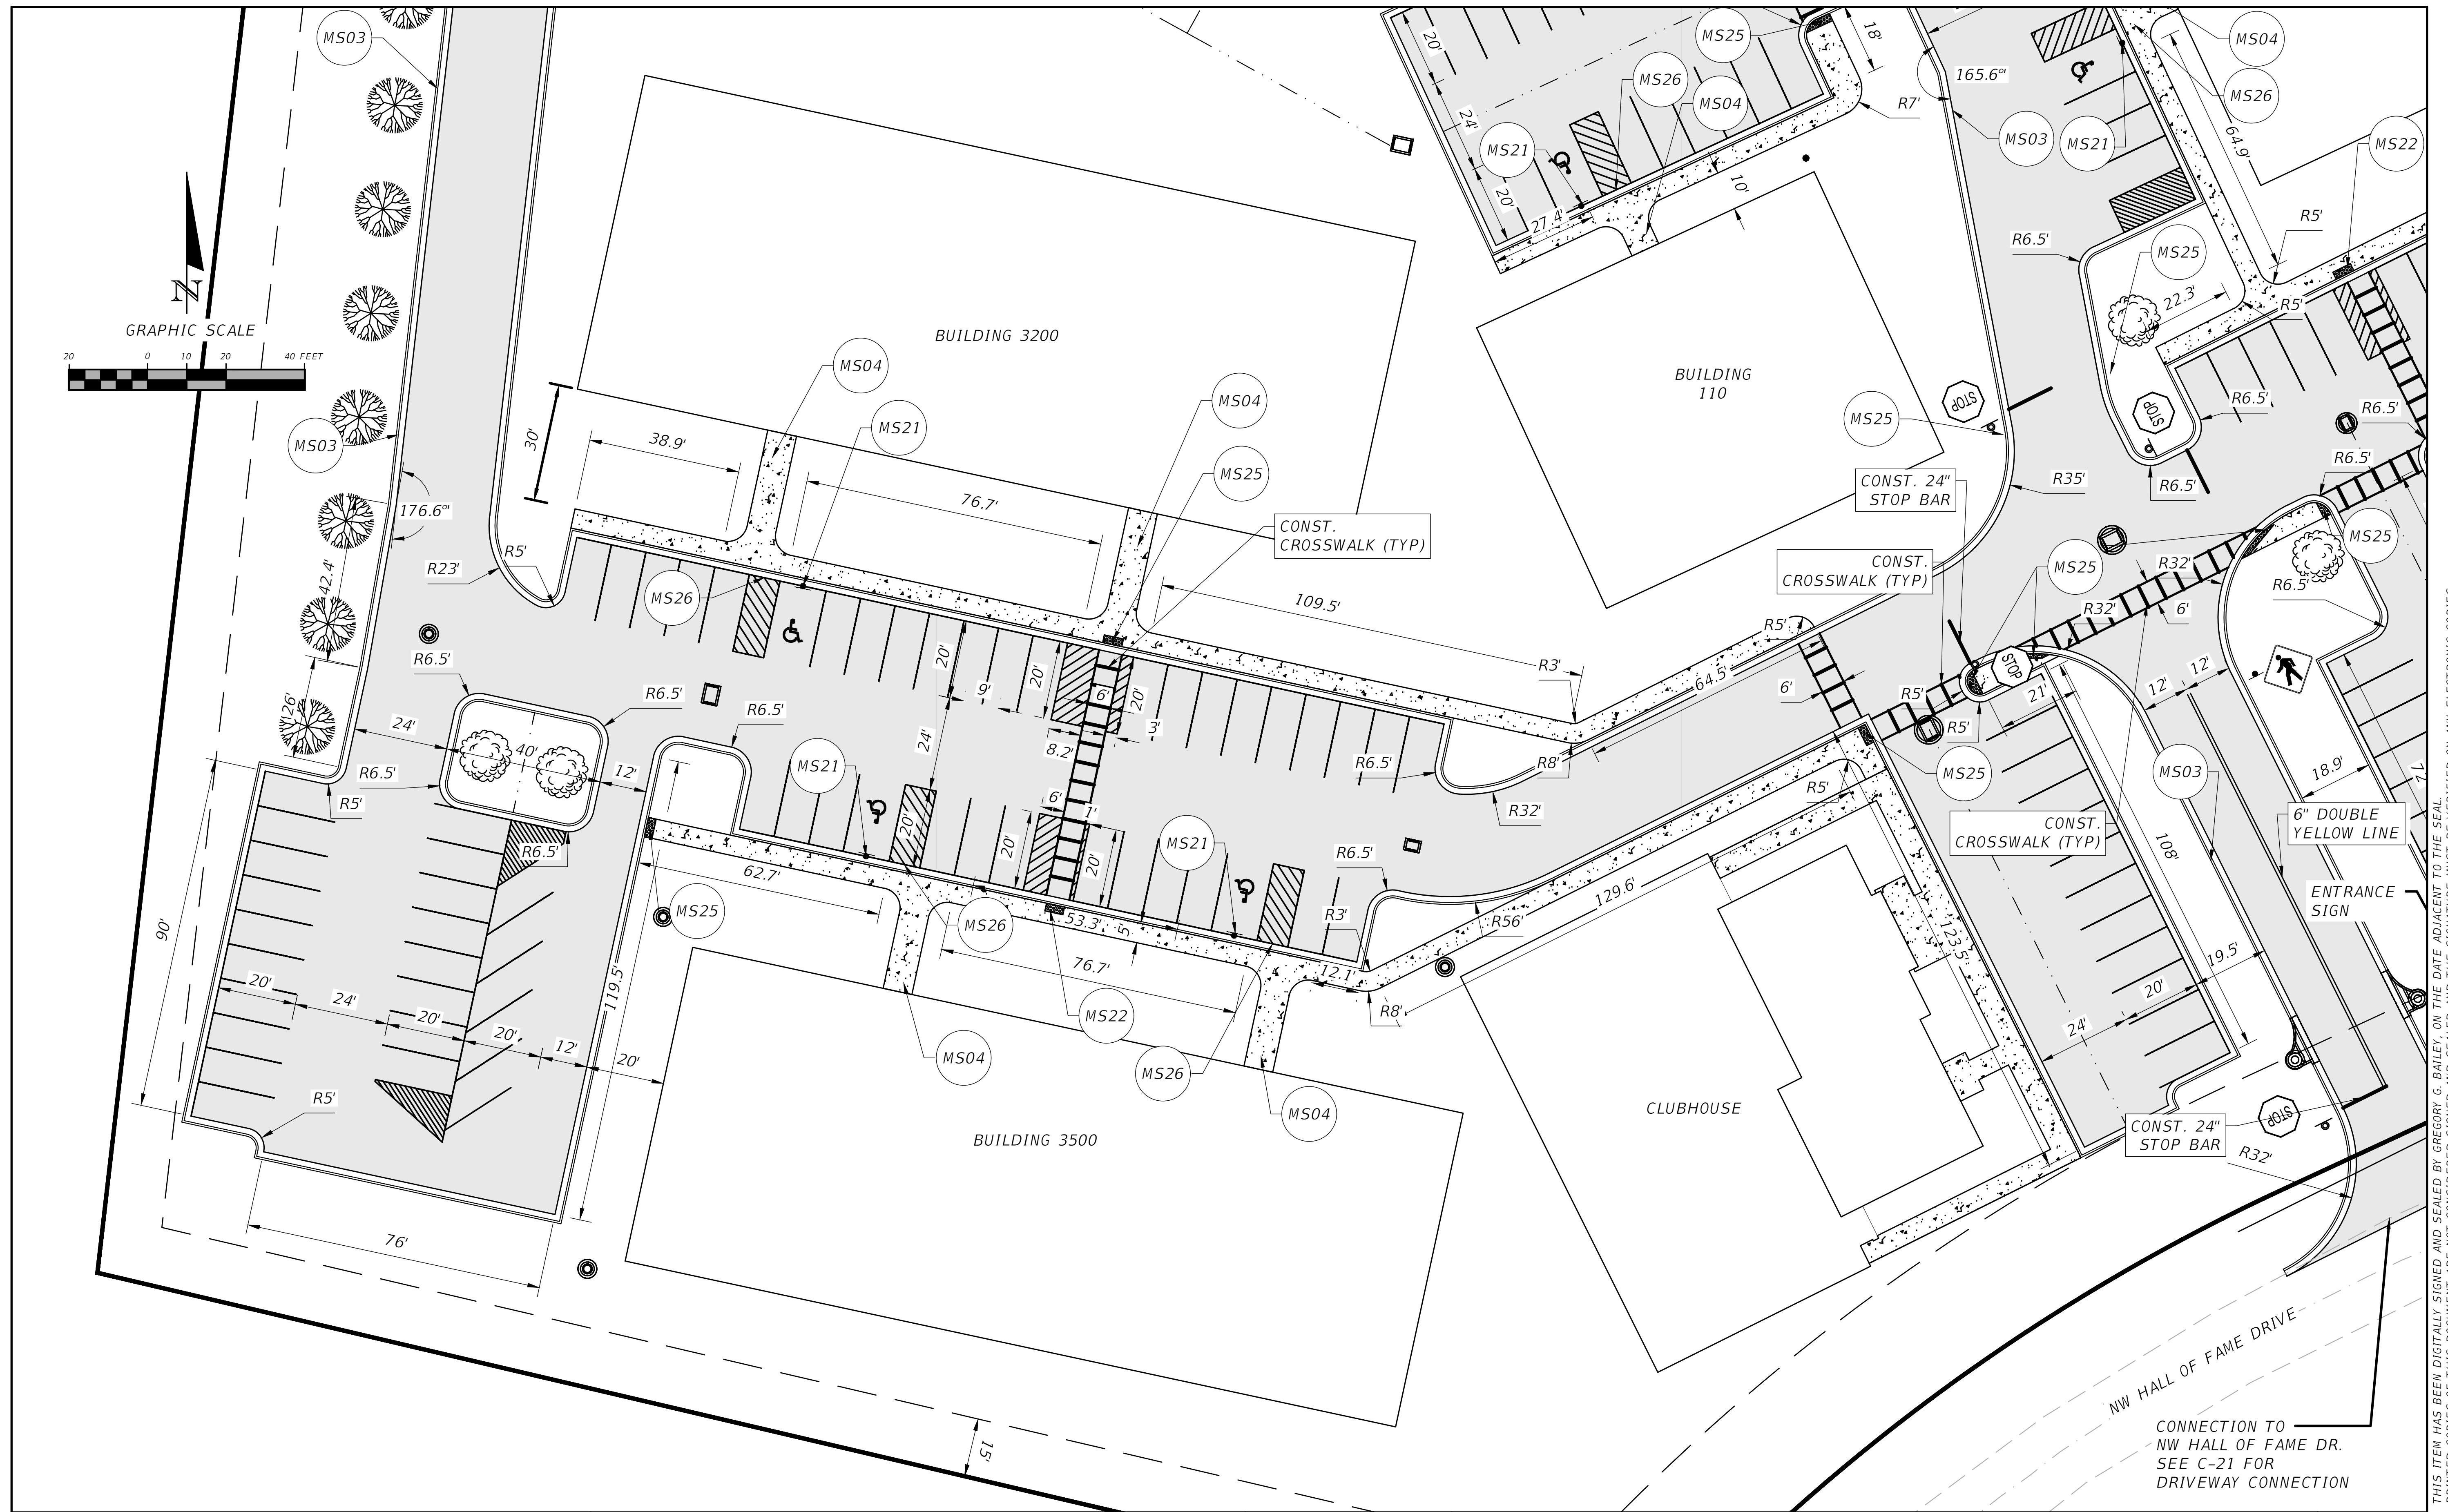 MS03
MS25
18'
MS04
20'
MS26
165.6°
MS26
MS04
R7'
24'
MS21
MS03
MS21
64.9'
MS22
20'
10'
27.4'
R5'
R6.5'
MS25
22.3'
R5'
N
GRAPHIC SCALE
20 0 10 20 40 FEET
BUILDING 3200
MS04
MS04
BUILDING
110
STOP
STOP
R6.5'
R6.5'
MS03
30'
38.9'
MS21
MS25
MS25
R6.5'
R6.5'
76.7'
CONST. 24"
STOP BAR
R35'
176.6°
CONST.
CROSSWALK (TYP)
MS25
R5'
R23'
42.4'
MS26
109.5'
CONST.
CROSSWALK (TYP)
MS25
R32'
R6.5'
R32'
6'
R5'
R6.5'
20'
9'
20'
6'
20'
3'
R3'
64.5'
6'
STOP
R5'
21'
R5'
12'
12'
26'
24'
R6.5'
R6.5'
24'
8.2'
40'
12'
R6.5'
R5'
MS21
R6.5'
R8'
R32'
MS25
MS03
18.9'
R5'
6" DOUBLE
YELLOW LINE
CONST.
CROSSWALK (TYP)
6'
1'
20'
20'
20'
MS21
R6.5'
R6.5'
108'
ENTRANCE
SIGN
62.7'
MS25
MS26
53.3'
5'
R3'
R56'
129.6'
123.5'
90'
76.7'
12.1'
R8'
19.5'
20'
24'
20'
24'
20'
20'
12'
20'
119.5'
MS22
MS04
MS26
MS04
R5'
CLUBHOUSE
BUILDING 3500
STOP
CONST. 24"
STOP BAR
R32'
76'
15'
NW HALL OF FAME DRIVE
CONNECTION TO
NW HALL OF FAME DR.
SEE C-21 FOR
DRIVEWAY CONNECTION
THIS ITEM HAS BEEN DIGITALLY SIGNED AND SEALED BY GREGORY G. BAILEY, ON THE DATE ADJACENT TO THE SEAL.